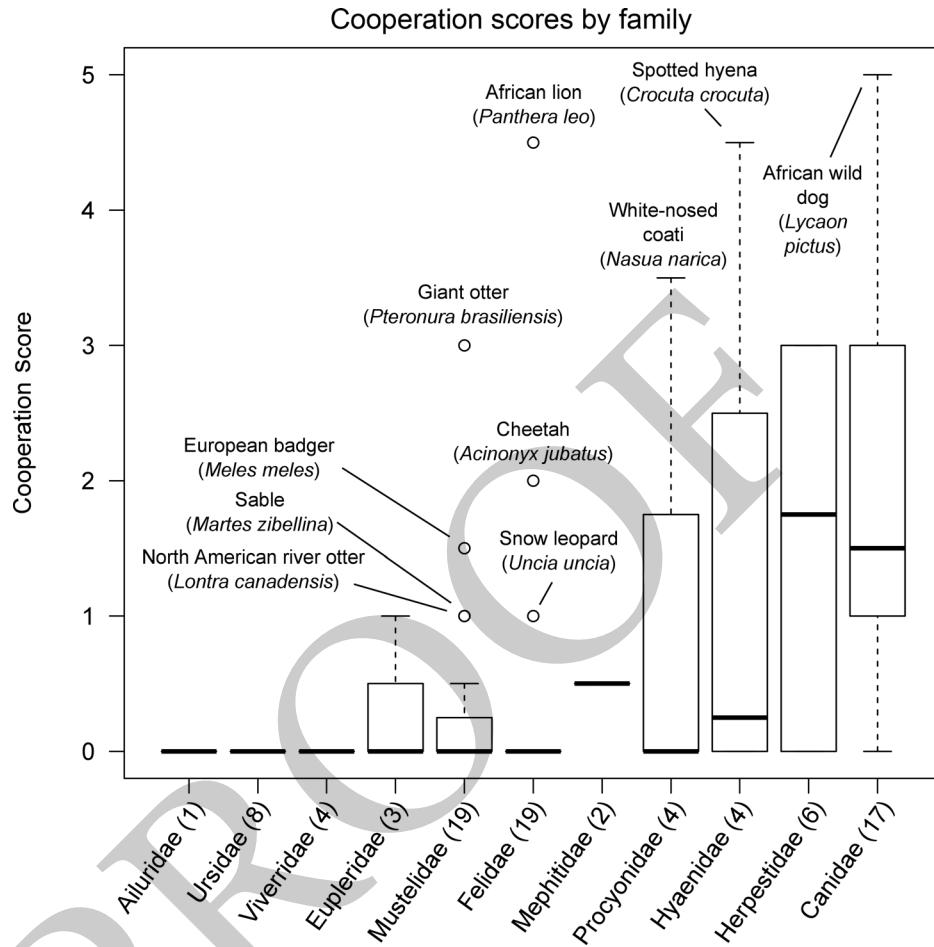 Cooperation scores by family
Cooperation score
5
4
3
2
1
0
African lion
(Panthera leo)
Spotted hyena
(Crocuta crocuta)
African wild
dog
(Lycaon
pictus)
White-nosed
coati
(Nasua narica)
Giant otter
(Pteronura brasiliensis)
European badger
(Meles meles)
Sable
(Martes zibellina)
North American river otter
(Lontra canadensis)
Cheetah
(Acinonyx jubatus)
Snow leopard
(Uncia uncia)
Ailuridae (1)
Ursidae (8)
Viverridae (4)
Eupleridae (3)
Mustelidae (19)
Felidae (19)
Mephitidae (2)
Procyonidae (4)
Hyaenidae (4)
Herpestidae (6)
Canidae (17)
PROOF